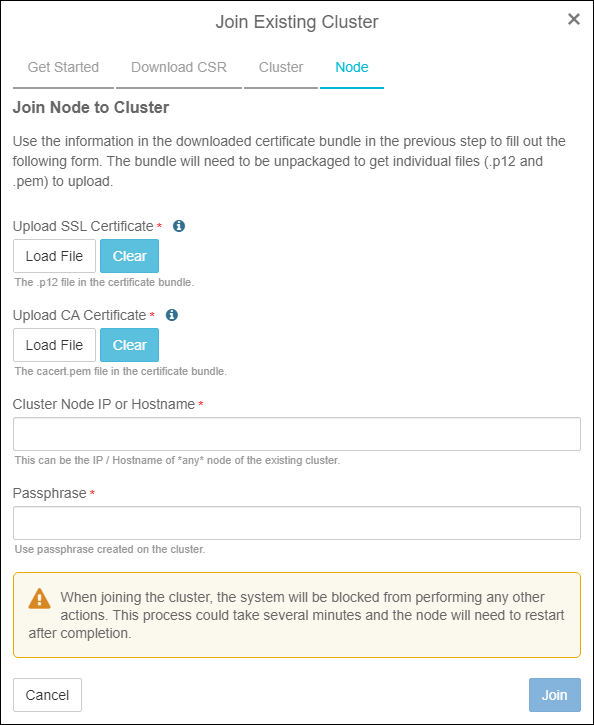 Join Existing Cluster ×
Get Started Download CSR Cluster Node
Join Node to Cluster
Use the information in the downloaded certificate bundle in the previous step to fill out the
following form. The bundle will need to be unpackaged to get individual files (.p12 and
.pem) to upload.
Upload SSL Certificate * i
Load File Clear
The .p12 file in the certificate bundle.
Upload CA Certificate * i
Load File Clear
The cacert.pem file in the certificate bundle.
Cluster Node IP or Hostname *
This can be the IP / Hostname of *any* node of the existing cluster.
Passphrase *
Use passphrase created on the cluster.
When joining the cluster, the system will be blocked from performing any other
actions. This process could take several minutes and the node will need to restart
after completion.
Cancel Join